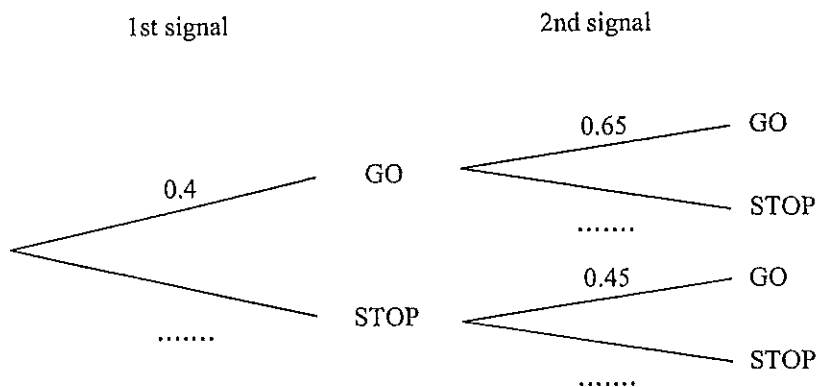 1st signal 2nd signal
0.65 GO
0.4 GO
STOP
.......
0.45 GO
STOP
.......
STOP
.......